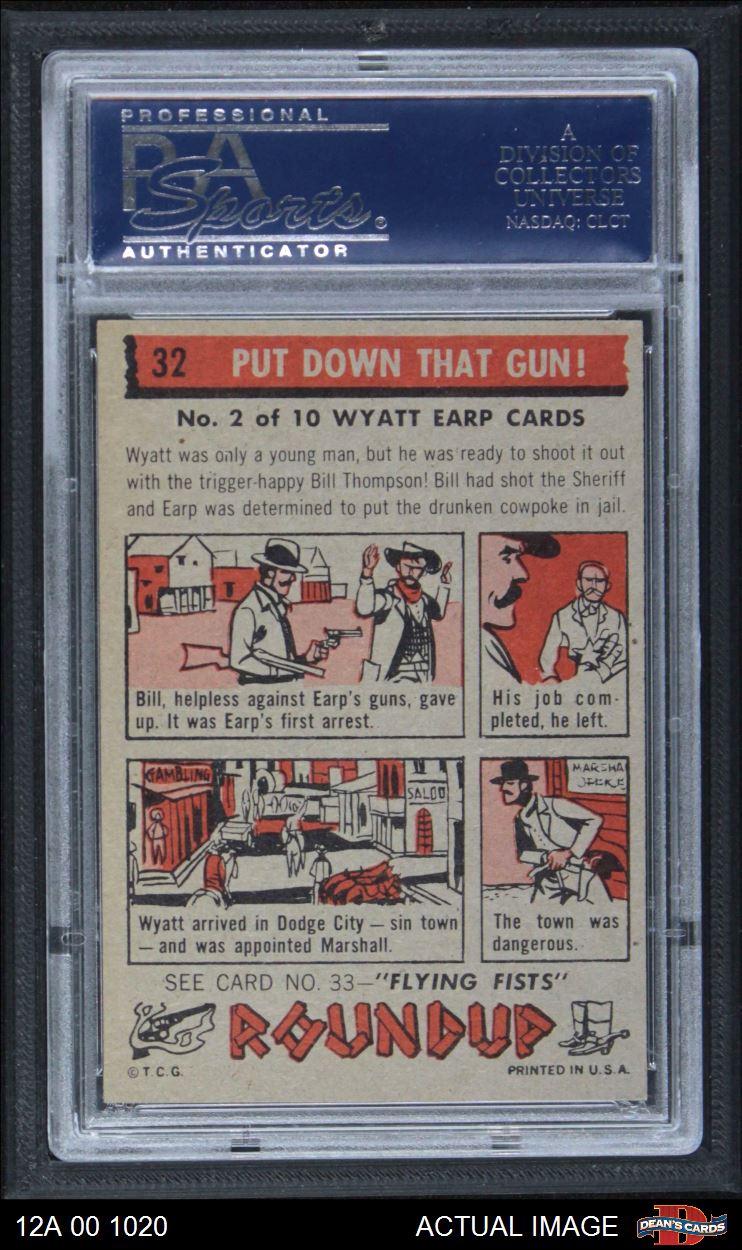 PROFESSIONAL
PSA
Sports®
AUTHENTICATOR
A
DIVISION OF
COLLECTORS
UNIVERSE
NASDAQ: CLCT
32 PUT DOWN THAT GUN!
No. 2 of 10 WYATT EARP CARDS
Wyatt was only a young man, but he was ready to shoot it out
with the trigger-happy Bill Thompson! Bill had shot the Sheriff
and Earp was determined to put the drunken cowpoke in jail.
Bill, helpless against Earp's guns, gave
up. It was Earp's first arrest.
His job com-
pleted, he left.
GAMBLING
SALOO
Wyatt arrived in Dodge City — sin town
— and was appointed Marshall.
MARSHA
The town was
dangerous.
SEE CARD NO. 33—"FLYING FISTS"
ROUNDUP
© T.C.G.
PRINTED IN U.S.A.
12A 00 1020
ACTUAL IMAGE
D
DEAN'S CARDS